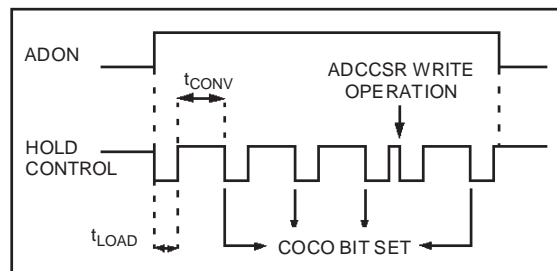 ADON
tCONV
ADCCSR WRITE
OPERATION
HOLD
CONTROL
tLOAD
COCO BIT SET